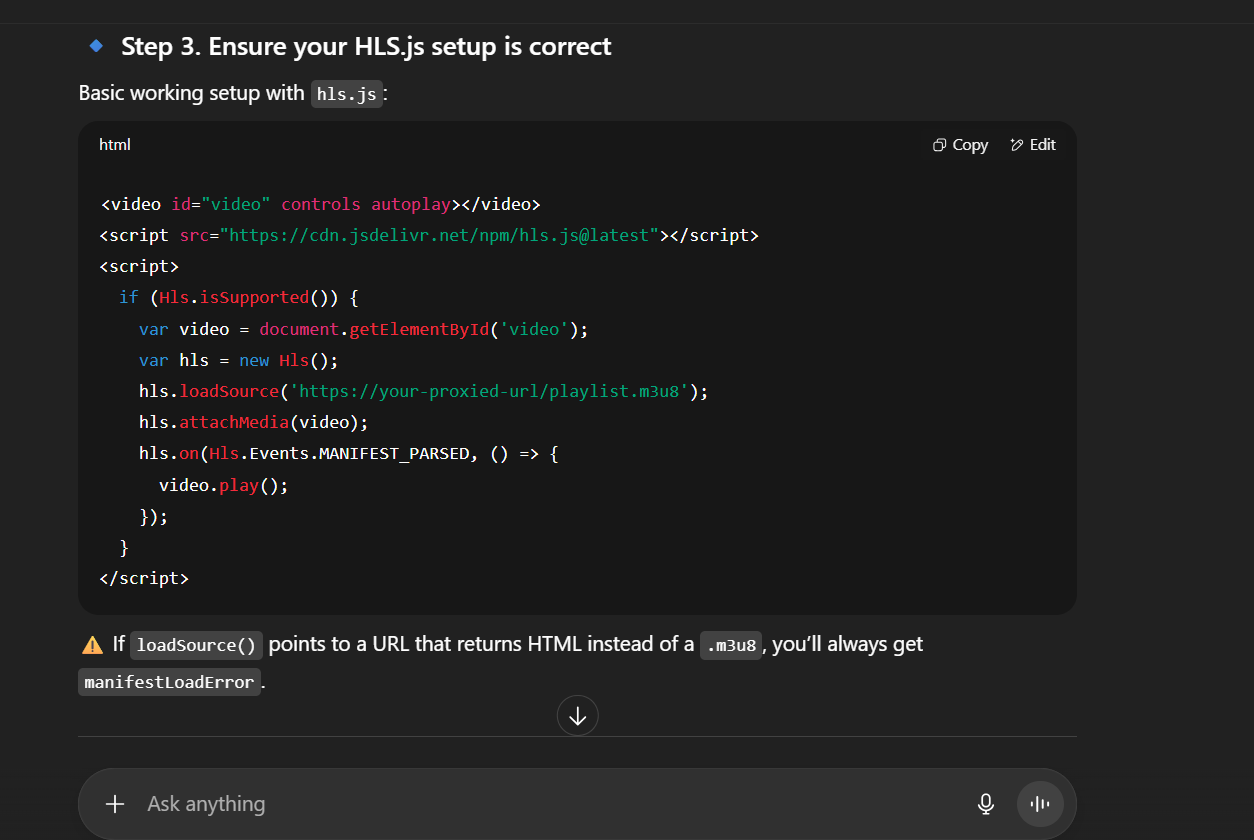 Step 3. Ensure your HLS.js setup is correct
Basic working setup with hls.js:
html
Copy
Edit
<video id="video" controls autoplay></video>
<script src="https://cdn.jsdelivr.net/npm/hls.js@latest"></script>
<script>
  if (Hls.isSupported()) {
    var video = document.getElementById('video');
    var hls = new Hls();
    hls.loadSource('https://your-proxied-url/playlist.m3u8');
    hls.attachMedia(video);
    hls.on(Hls.Events.MANIFEST_PARSED, () => {
      video.play();
    });
  }
</script>
⚠️ If loadSource() points to a URL that returns HTML instead of a .m3u8, you’ll always get
manifestLoadError.
Ask anything